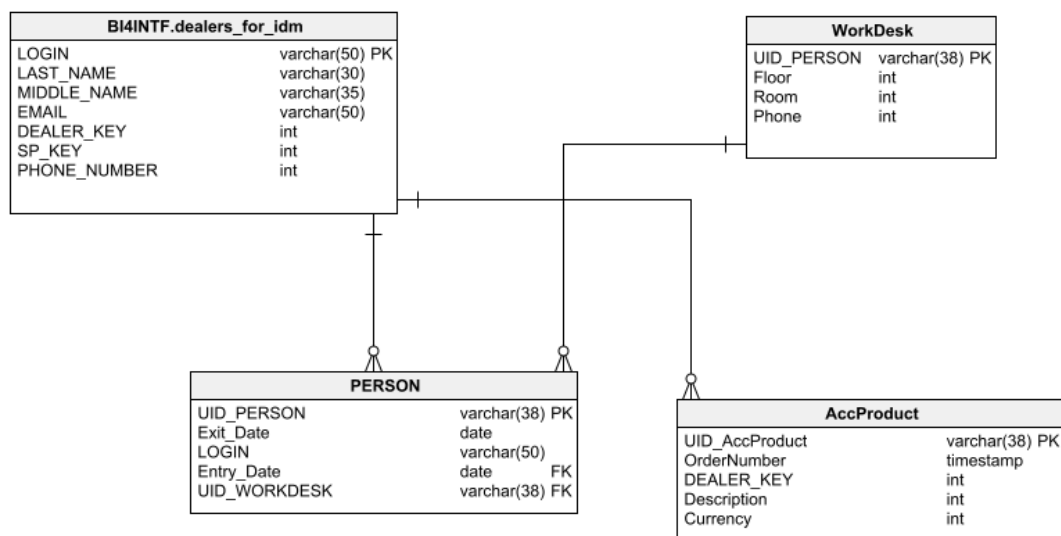 BI4INTF.dealers_for_idm
LOGIN varchar(50) PK
LAST_NAME varchar(30)
MIDDLE_NAME varchar(35)
EMAIL varchar(50)
DEALER_KEY int
SP_KEY int
PHONE_NUMBER int
WorkDesk
UID_PERSON varchar(38) PK
Floor int
Room int
Phone int
PERSON
UID_PERSON varchar(38) PK
Exit_Date date
LOGIN varchar(50)
Entry_Date date FK
UID_WORKDESK varchar(38) FK
AccProduct
UID_AccProduct varchar(38) PK
OrderNumber timestamp
DEALER_KEY int
Description int
Currency int